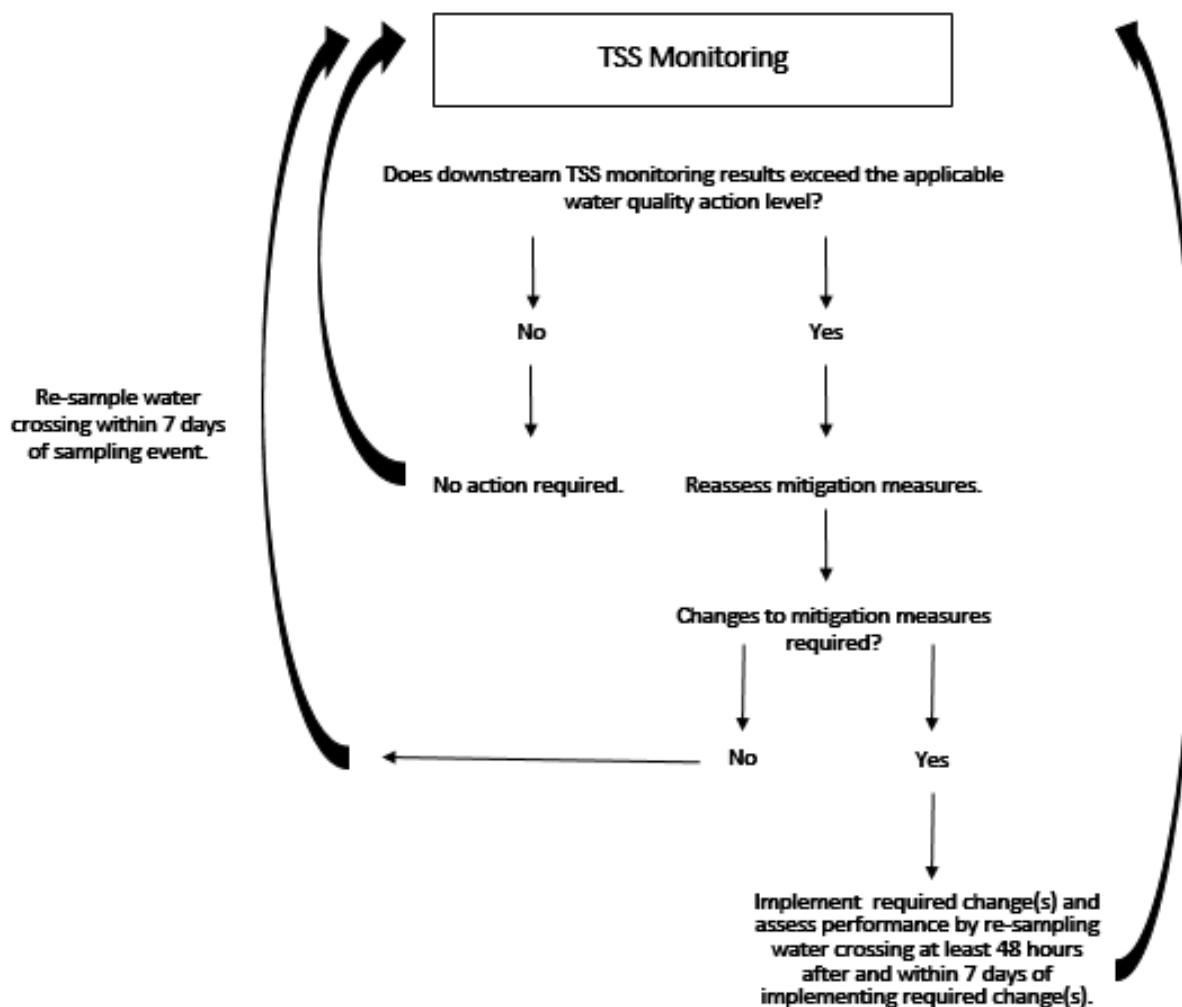 TSS Monitoring
Does downstream TSS monitoring results exceed the applicable
water quality action level?
No
Yes
Re-sample water
crossing within 7 days
of sampling event.
No action required.
Reassess mitigation measures.
Changes to mitigation measures
required?
No
Yes
Implement required change(s) and
assess performance by re-sampling
water crossing at least 48 hours
after and within 7 days of
implementing required change(s).